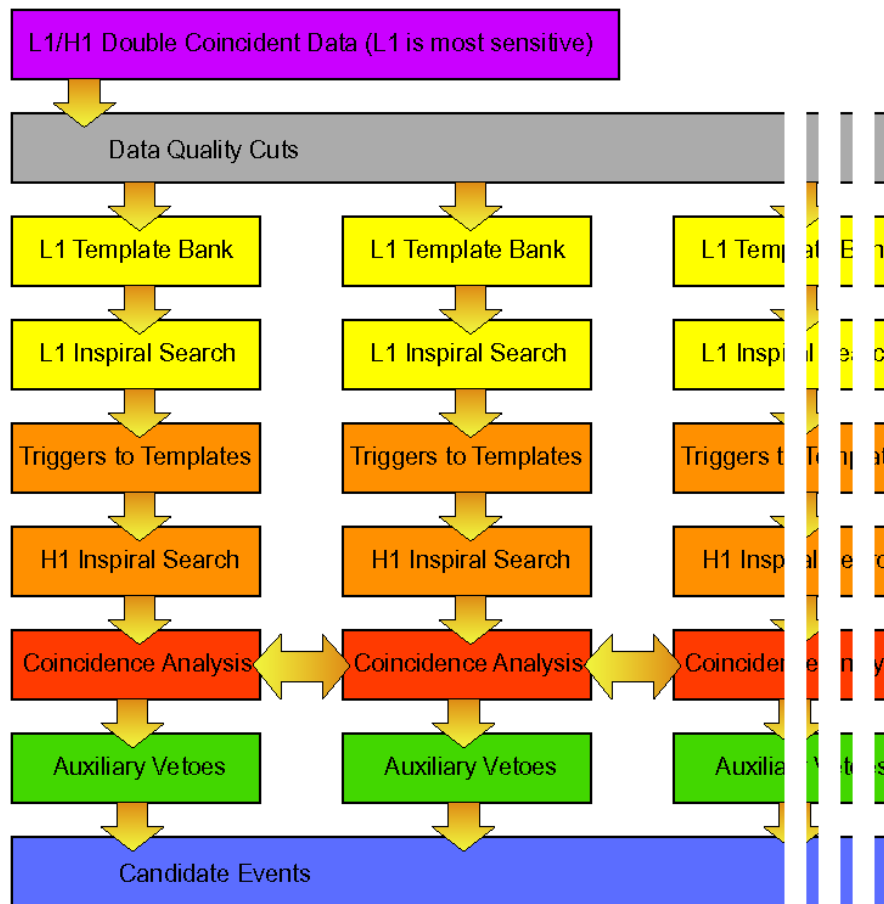 L1/H1 Double Coincident Data (L1 is most sensitive)
Data Quality Cuts
L1 Template Bank
L1 Template Bank
L1 Inspiral Search
L1 Inspiral Search
Triggers to Templates
Triggers to Templates
Triggers
H1 Inspiral Search
H1 Inspiral Search
Coincidence Analysis
Coincidence Analysis
Auxiliary Vetoes
Auxiliary Vetoes
Candidate Events